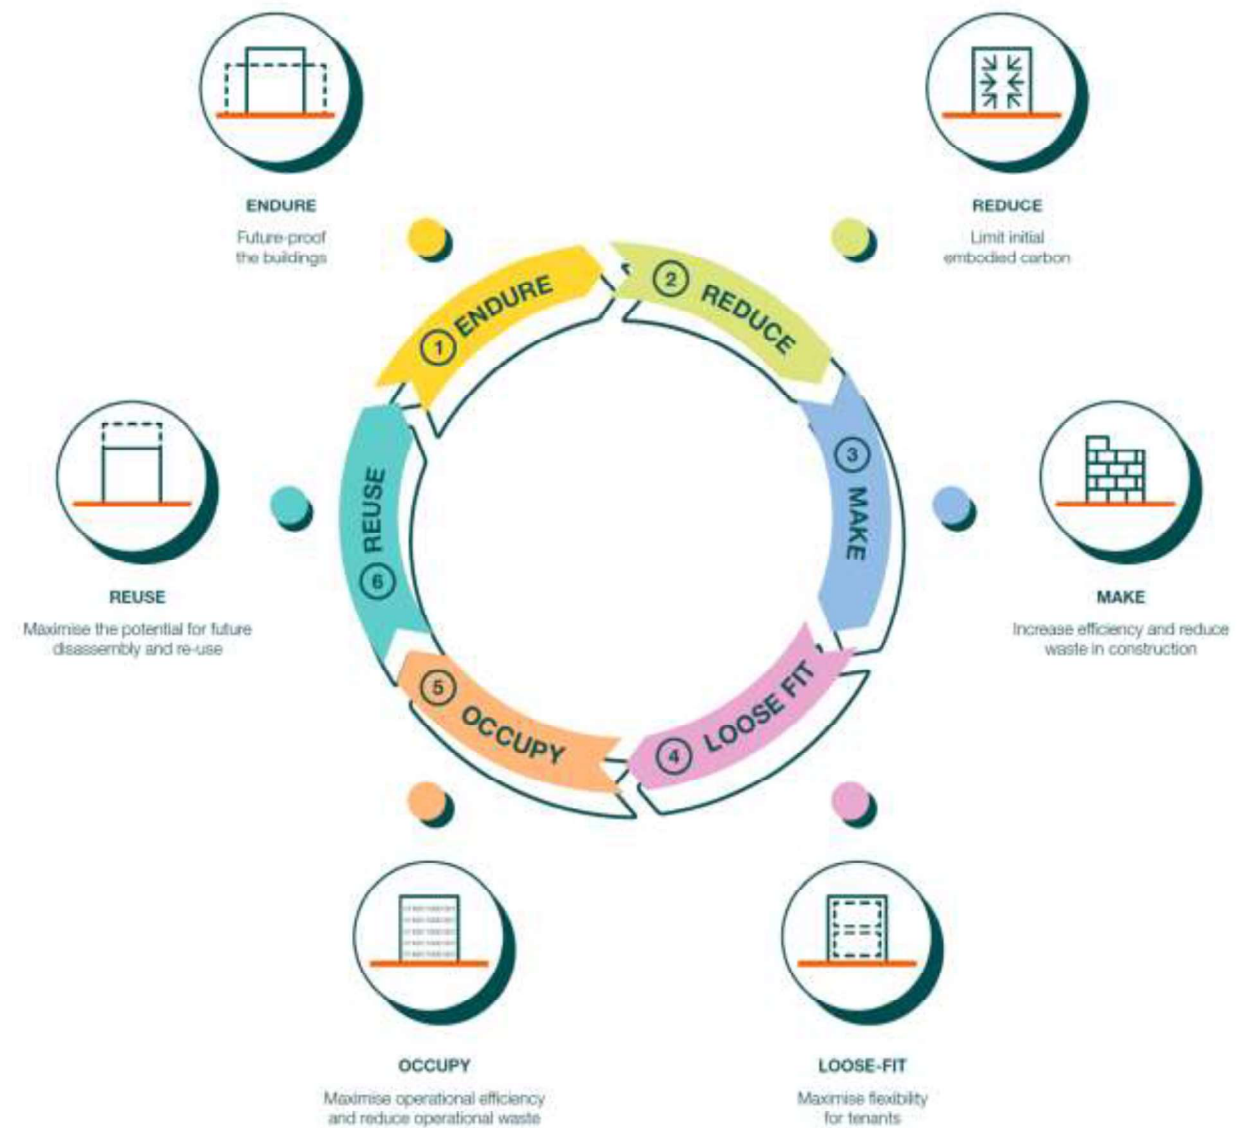 ENDURE
Future-proof
the buildings
REDUCE
Limit initial
embodied carbon
1 ENDURE
2 REDUCE
3 MAKE
4 LOOSE FIT
5 OCCUPY
6 REUSE
REUSE
Maximise the potential for future
disassembly and re-use
MAKE
Increase efficiency and reduce
waste in construction
OCCUPY
Maximise operational efficiency
and reduce operational waste
LOOSE-FIT
Maximise flexibility
for tenants